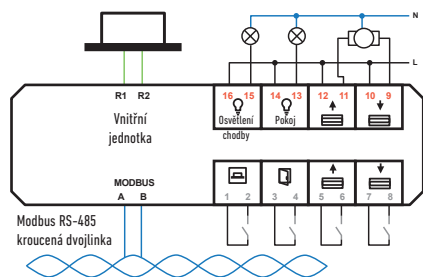 N
L
R1 R2
16 15 14 13 12 11 10 9
Vnitřní
jednotka
Osvětlení
chodby
Pokoj
MODBUS
A B
1 2 3 4 5 6 7 8
Modbus RS-485
kroucená dvojlinka